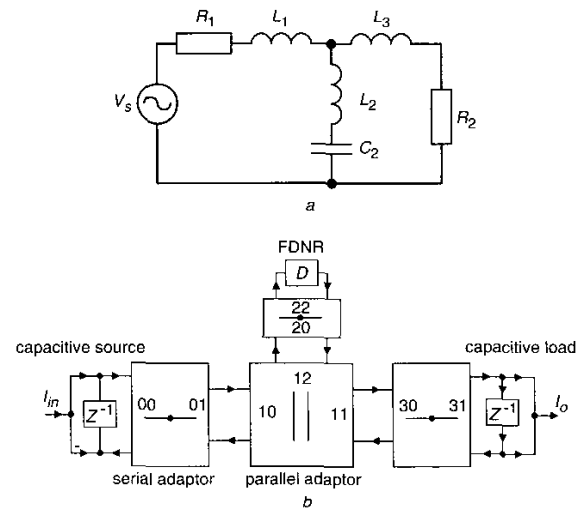 R1 L1 L3
Vs L2 R2
C2
a
FDNR
D
22
20
capacitive source capacitive load
Iin Z-1 00 01 10 12 11 30 31 Z-1 Io
-
serial adaptor parallel adaptor
b